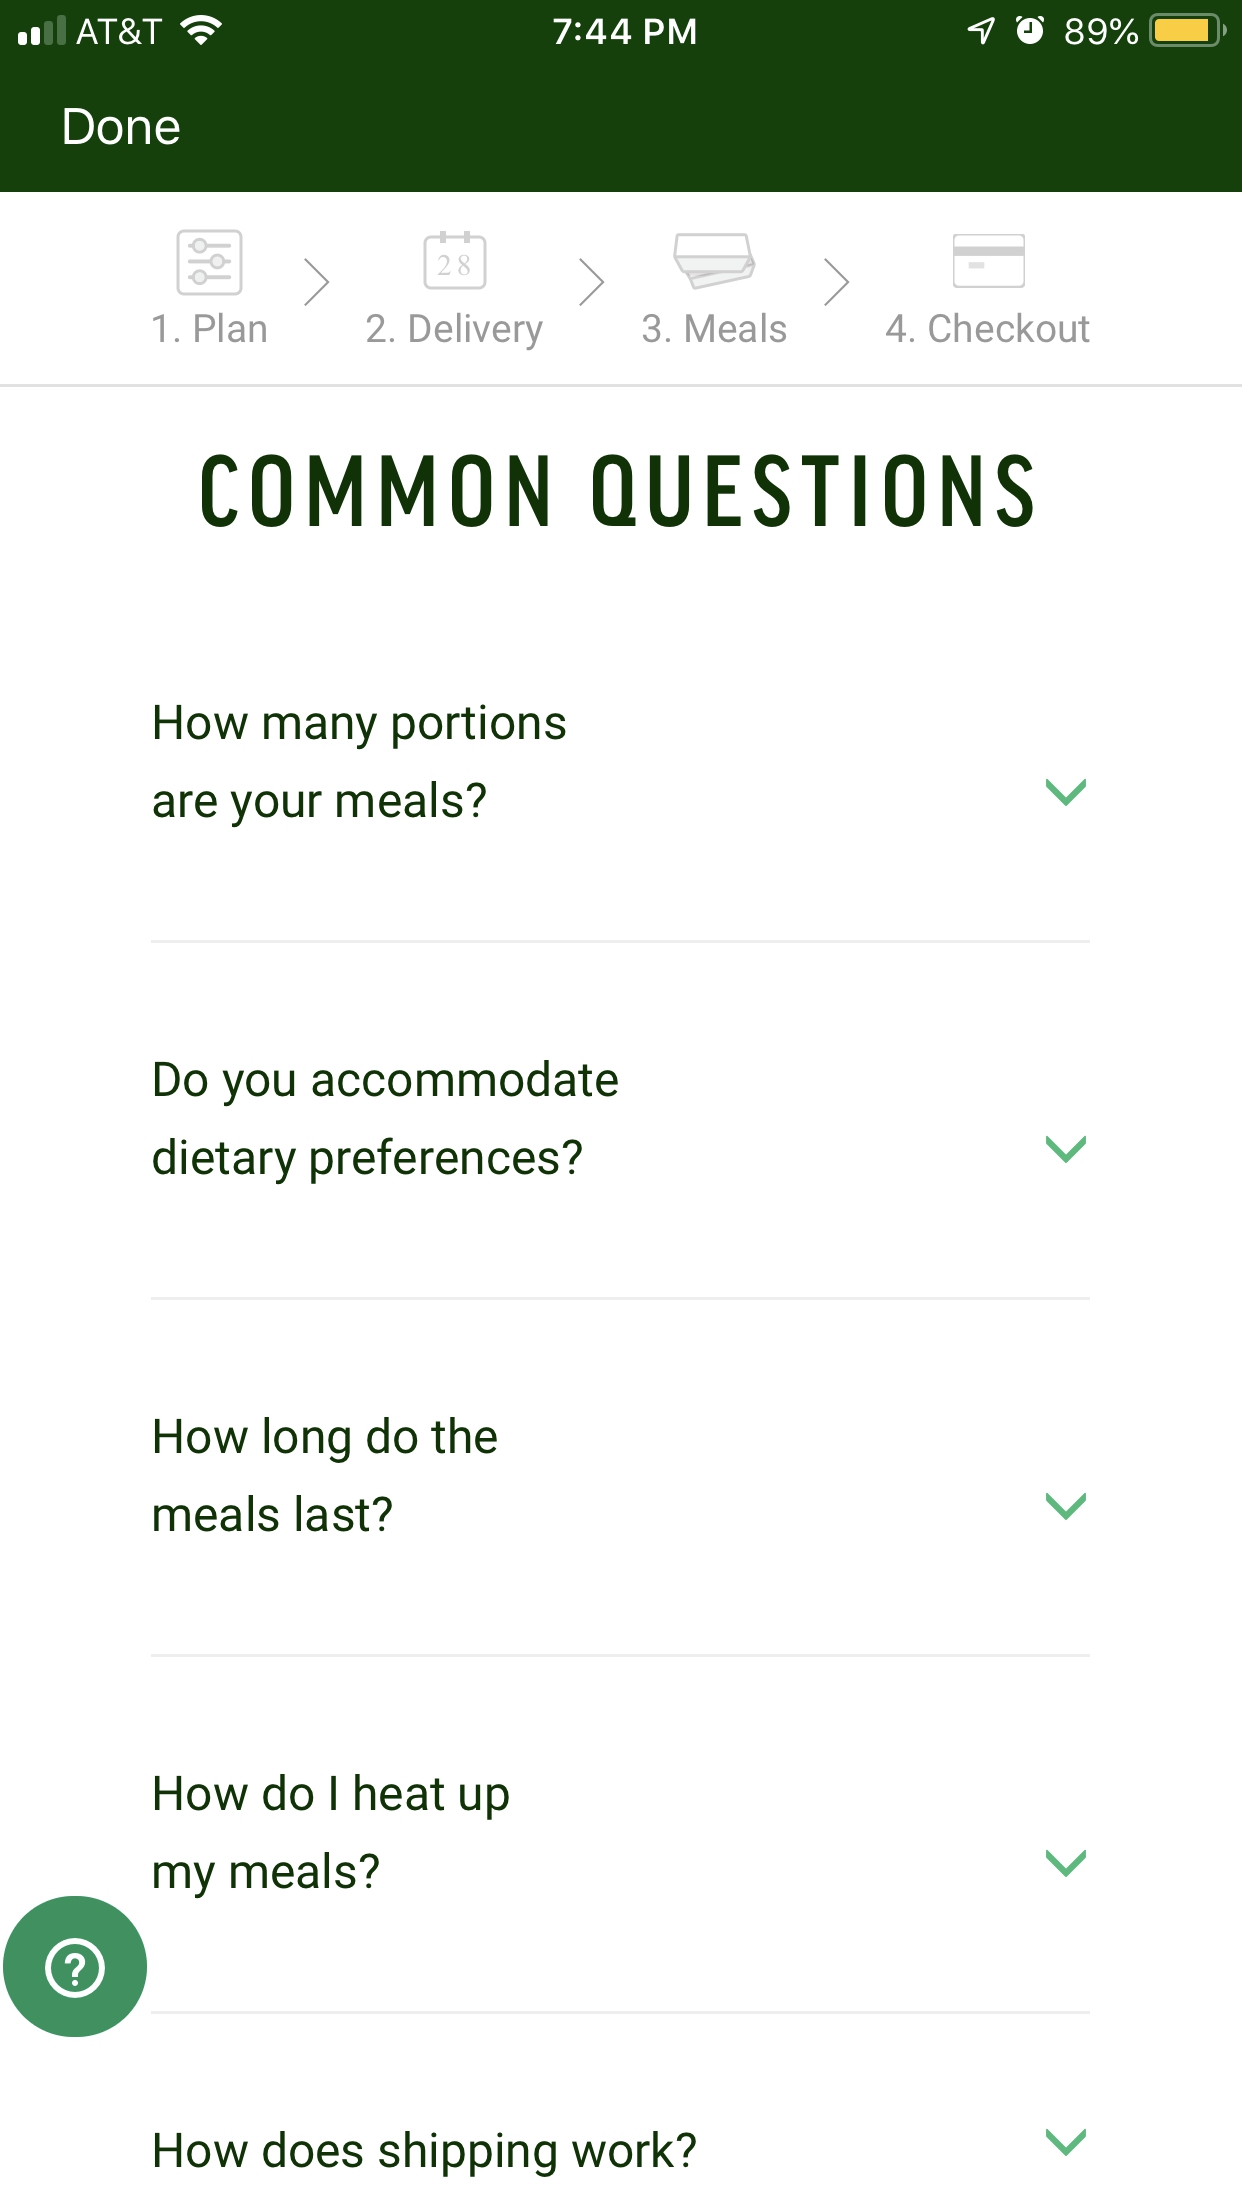 AT&T 7:44 PM 89%
Done
28
1. Plan 2. Delivery 3. Meals 4. Checkout
COMMON QUESTIONS
How many portions
are your meals?
Do you accommodate
dietary preferences?
How long do the
meals last?
How do I heat up
my meals?
?
How does shipping work?